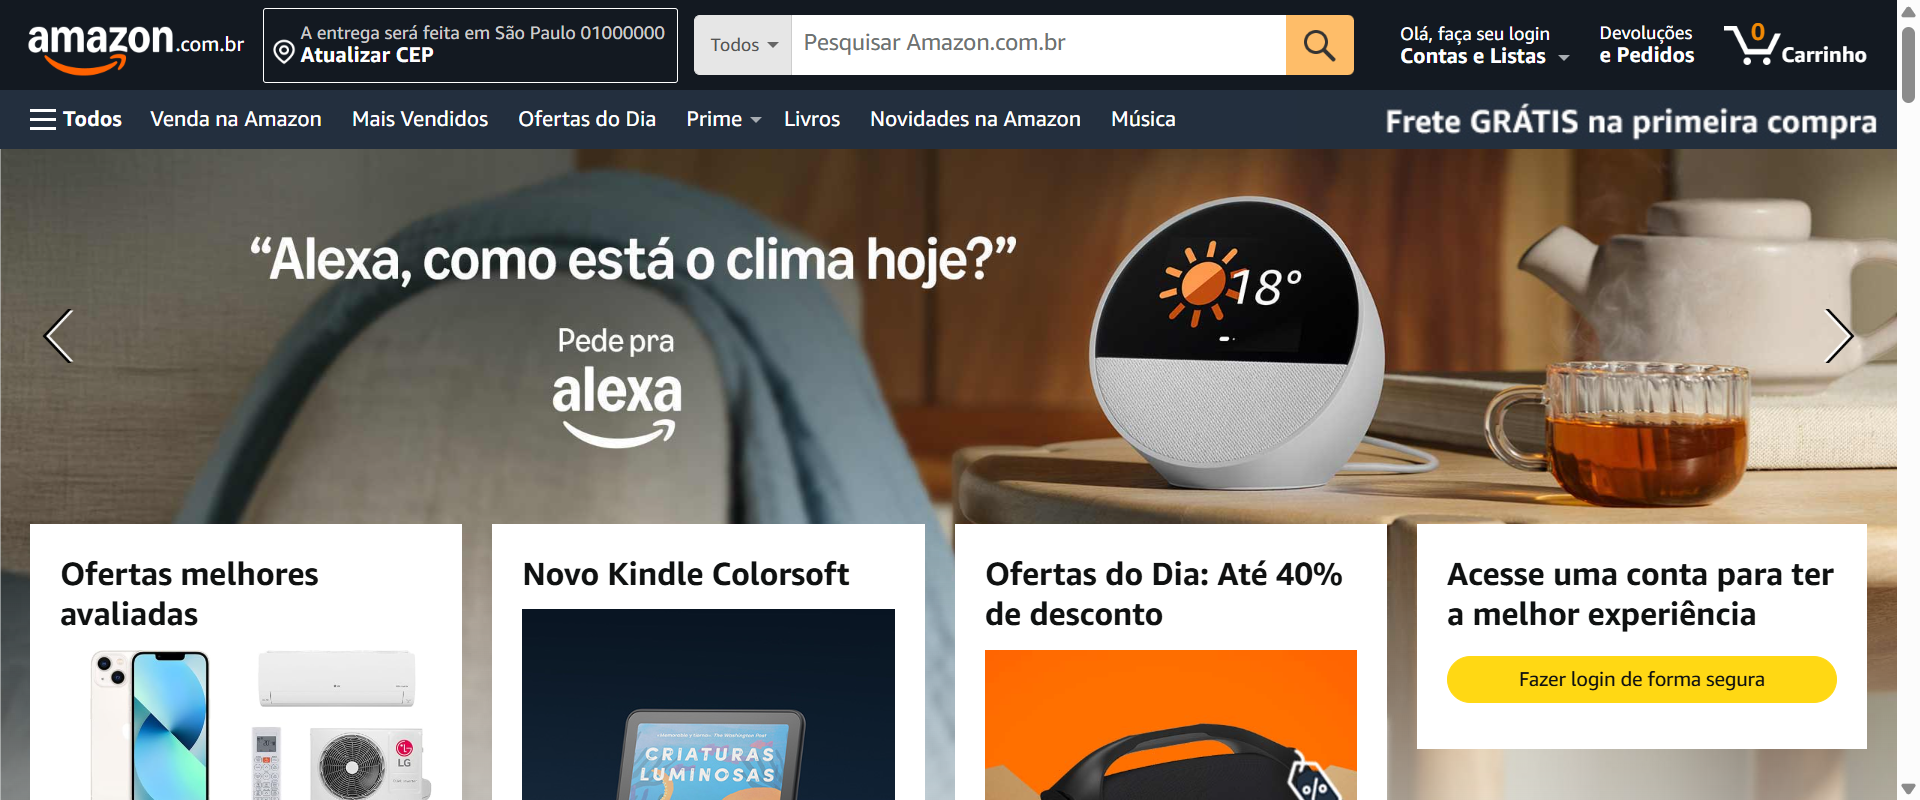 amazon.com.br
A entrega será feita em São Paulo 01000000
Atualizar CEP
Todos
Pesquisar Amazon.com.br
Olá, faça seu login
Contas e Listas
Devoluções
e Pedidos
0
Carrinho
Todos
Venda na Amazon
Mais Vendidos
Ofertas do Dia
Prime
Livros
Novidades na Amazon
Música
Frete GRÁTIS na primeira compra
“Alexa, como está o clima hoje?”
Pede pra
alexa
18°
Ofertas melhores
avaliadas
LG
Novo Kindle Colorsoft
CRIATURAS
LUMINOSAS
Ofertas do Dia: Até 40%
de desconto
%
Acesse uma conta para ter
a melhor experiência
Fazer login de forma segura